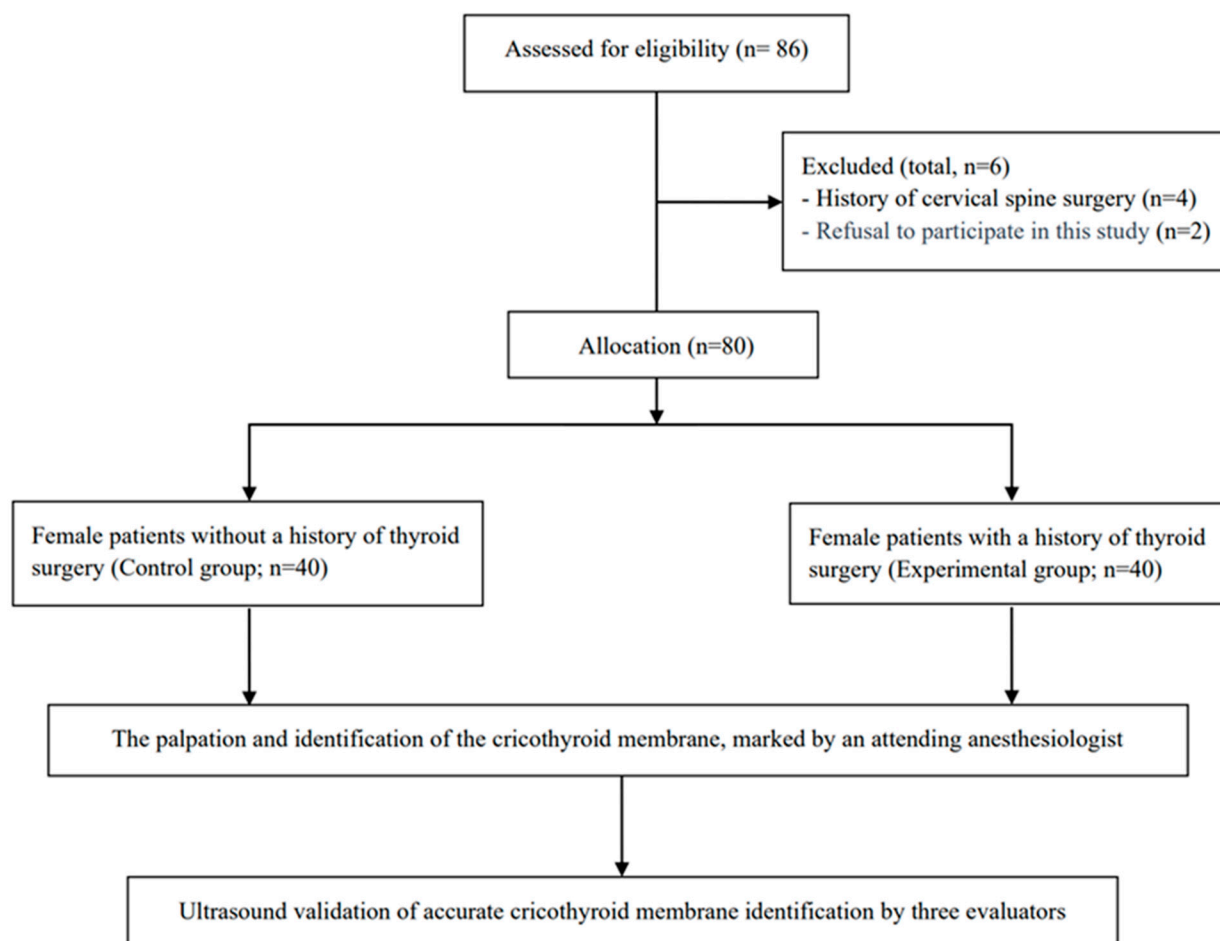 Assessed for eligibility (n= 86)
Excluded (total, n=6)
- History of cervical spine surgery (n=4)
- Refusal to participate in this study (n=2)
Allocation (n=80)
Female patients without a history of thyroid
surgery (Control group; n=40)
Female patients with a history of thyroid
surgery (Experimental group; n=40)
The palpation and identification of the cricothyroid membrane, marked by an attending anesthesiologist
Ultrasound validation of accurate cricothyroid membrane identification by three evaluators